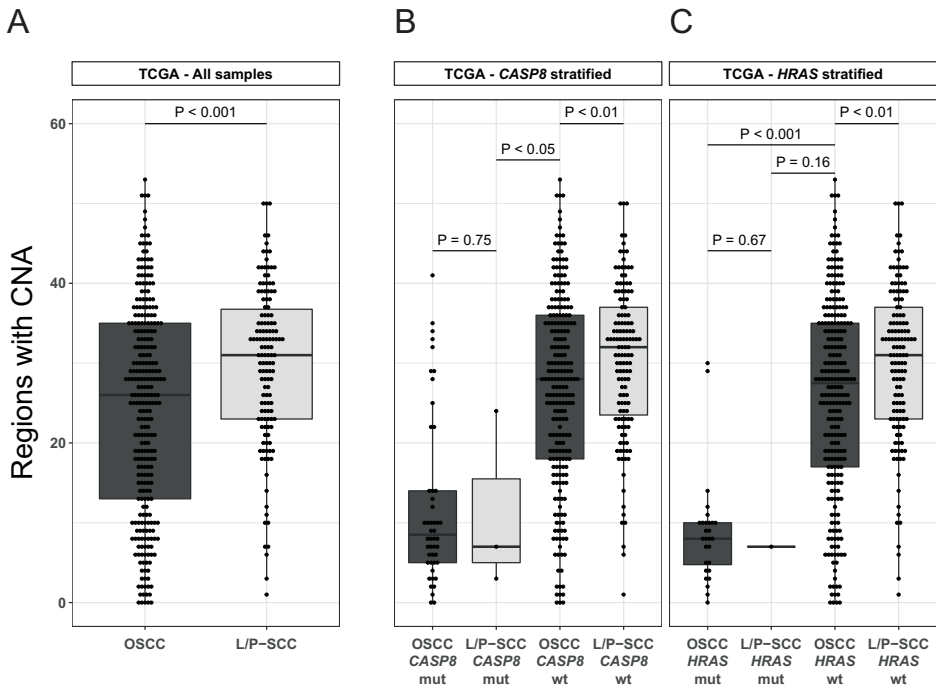 A
B
C
TCGA - All samples
TCGA - CASP8 stratified
TCGA - HRAS stratified
Regions with CNA
60
40
20
0
P < 0.001
P < 0.01
P < 0.05
P = 0.75
P < 0.01
P < 0.001
P = 0.16
P = 0.67
OSCC
L/P−SCC
OSCC
CASP8
mut
L/P−SCC
CASP8
mut
OSCC
CASP8
wt
L/P−SCC
CASP8
wt
OSCC
HRAS
mut
L/P−SCC
HRAS
mut
OSCC
HRAS
wt
L/P−SCC
HRAS
wt